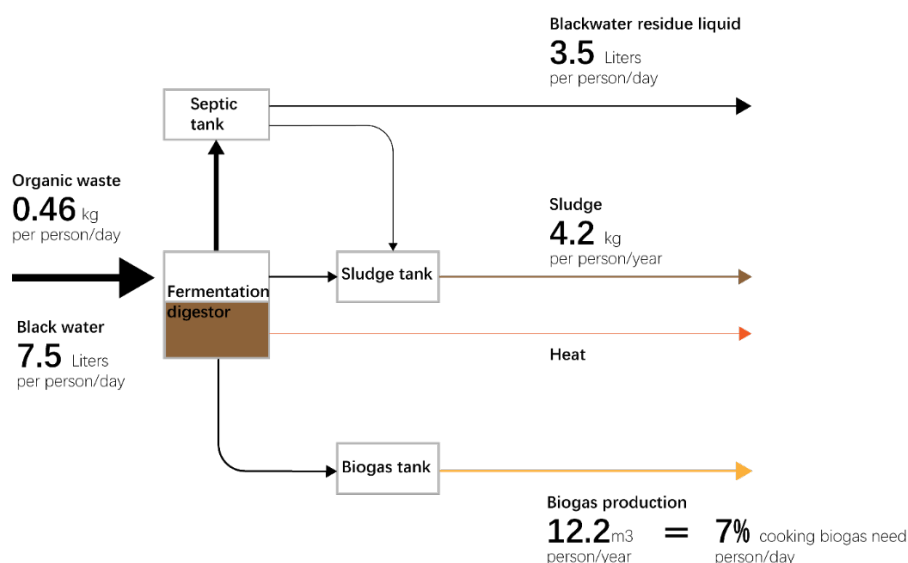 Blackwater residue liquid
3.5 Liters
per person/day
Septic
tank
Organic waste
0.46 kg
per person/day
Sludge
4.2 kg
per person/year
Sludge tank
Fermentation
digestor
Black water
7.5 Liters
per person/day
Heat
Biogas tank
Biogas production
12.2m3 = 7% cooking biogas need
person/year person/day